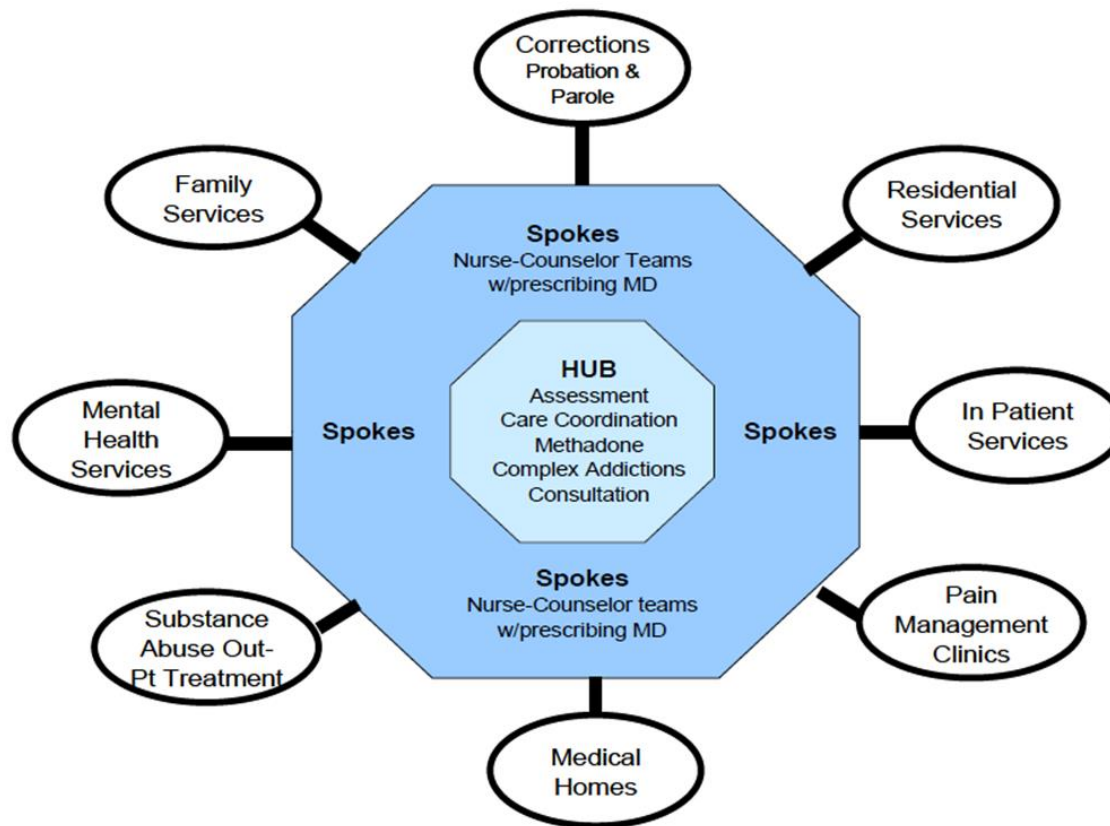 Corrections
Probation &
Parole
Family
Services
Residential
Services
Spokes
Nurse-Counselor Teams
w/prescribing MD
HUB
Assessment
Care Coordination
Methadone
Complex Addictions
Consultation
Mental
Health
Services
Spokes
Spokes
In Patient
Services
Spokes
Nurse-Counselor teams
w/prescribing MD
Substance
Abuse Out-
Pt Treatment
Pain
Management
Clinics
Medical
Homes